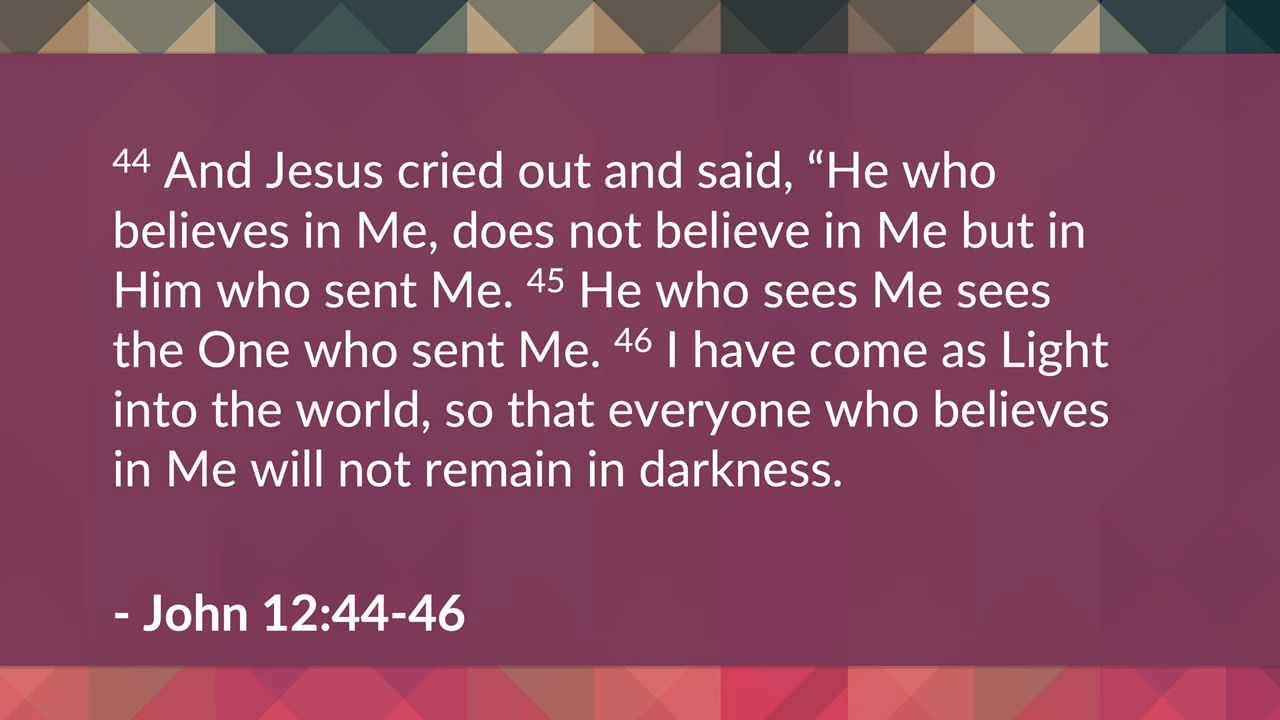 44 And Jesus cried out and said, “He who
believes in Me, does not believe in Me but in
Him who sent Me. 45 He who sees Me sees
the One who sent Me. 46 I have come as Light
into the world, so that everyone who believes
in Me will not remain in darkness.
- John 12:44-46